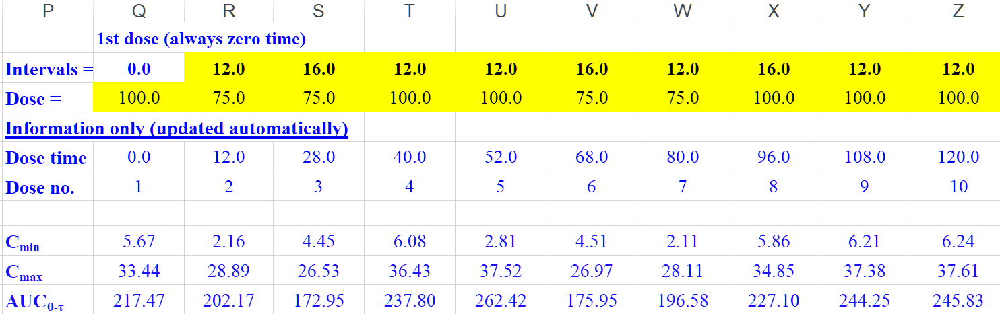 P Q R S T U V W X Y Z
1st dose (always zero time)
Intervals = 0.0 12.0 16.0 12.0 12.0 16.0 12.0 16.0 12.0 12.0
Dose = 100.0 75.0 75.0 100.0 100.0 75.0 75.0 100.0 100.0 100.0
Information only (updated automatically)
Dose time 0.0 12.0 28.0 40.0 52.0 68.0 80.0 96.0 108.0 120.0
Dose no. 1 2 3 4 5 6 7 8 9 10
Cmin 5.67 2.16 4.45 6.08 2.81 4.51 2.11 5.86 6.21 6.24
Cmax 33.44 28.89 26.53 36.43 37.52 26.97 28.11 34.85 37.38 37.61
AUC0-τ 217.47 202.17 172.95 237.80 262.42 175.95 196.58 227.10 244.25 245.83